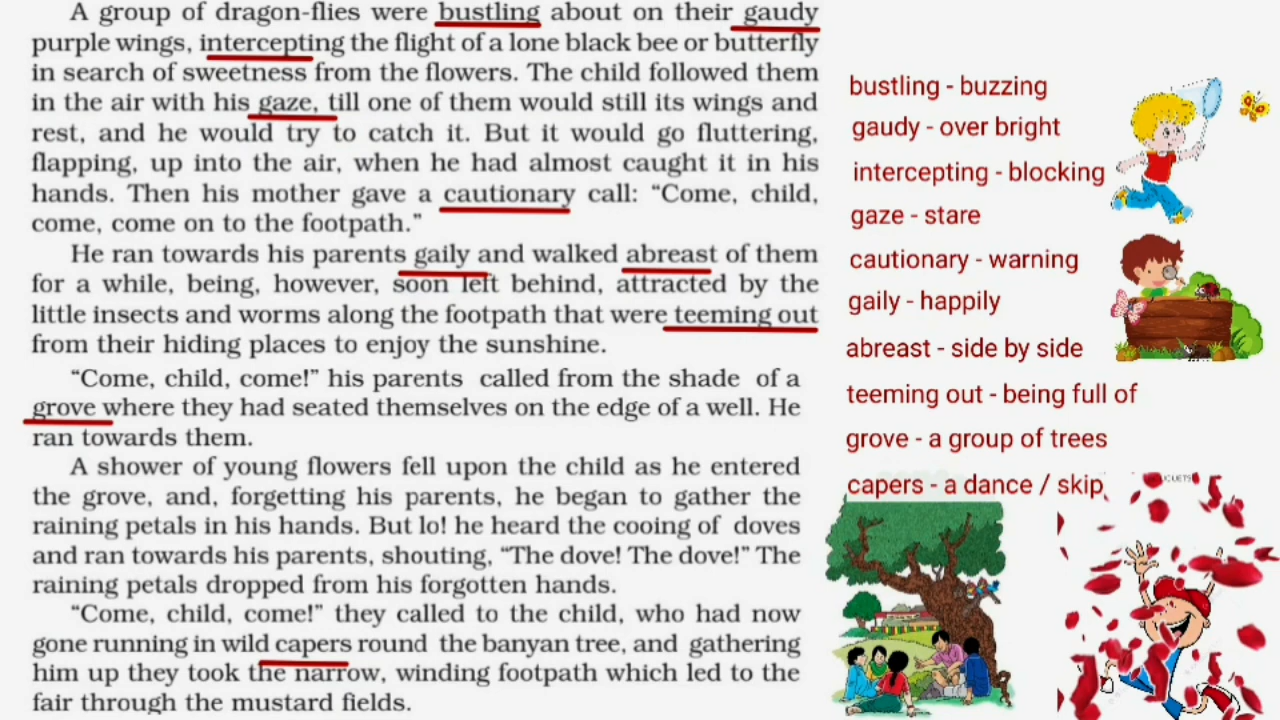 A group of dragon-flies were bustling about on their gaudy
purple wings, intercepting the flight of a lone black bee or butterfly
in search of sweetness from the flowers. The child followed them
in the air with his gaze, till one of them would still its wings and
rest, and he would try to catch it. But it would go fluttering,
flapping, up into the air, when he had almost caught it in his
hands. Then his mother gave a cautionary call: “Come, child,
come, come on to the footpath.”
He ran towards his parents gaily and walked abreast of them
for a while, being, however, soon left behind, attracted by the
little insects and worms along the footpath that were teeming out
from their hiding places to enjoy the sunshine.
“Come, child, come!” his parents called from the shade of a
grove where they had seated themselves on the edge of a well. He
ran towards them.
A shower of young flowers fell upon the child as he entered
the grove, and, forgetting his parents, he began to gather the
raining petals in his hands. But lo! he heard the cooing of doves
and ran towards his parents, shouting, “The dove! The dove!” The
raining petals dropped from his forgotten hands.
“Come, child, come!” they called to the child, who had now
gone running in wild capers round the banyan tree, and gathering
him up they took the narrow, winding footpath which led to the
fair through the mustard fields.
bustling - buzzing
gaudy - over bright
intercepting - blocking
gaze - stare
cautionary - warning
gaily - happily
abreast - side by side
teeming out - being full of
grove - a group of trees
capers - a dance / skip